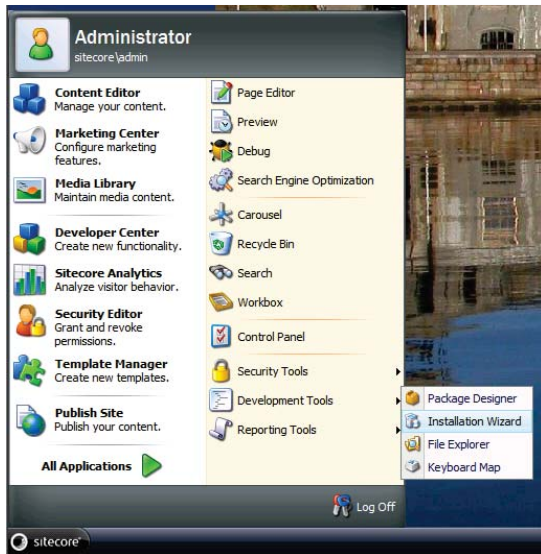 Administrator
sitecore\admin
Content Editor
Manage your content.
Marketing Center
Configure marketing
features.
Media Library
Maintain media content.
Developer Center
Create new functionality.
Sitecore Analytics
Analyze visitor behavior.
Security Editor
Grant and revoke
permissions.
Template Manager
Create new templates.
Publish Site
Publish your content.
All Applications
Page Editor
Preview
Debug
Search Engine Optimization
Carousel
Recycle Bin
Search
Workbox
Control Panel
Security Tools
Development Tools
Reporting Tools
Package Designer
Installation Wizard
File Explorer
Keyboard Map
Log Off
sitecore